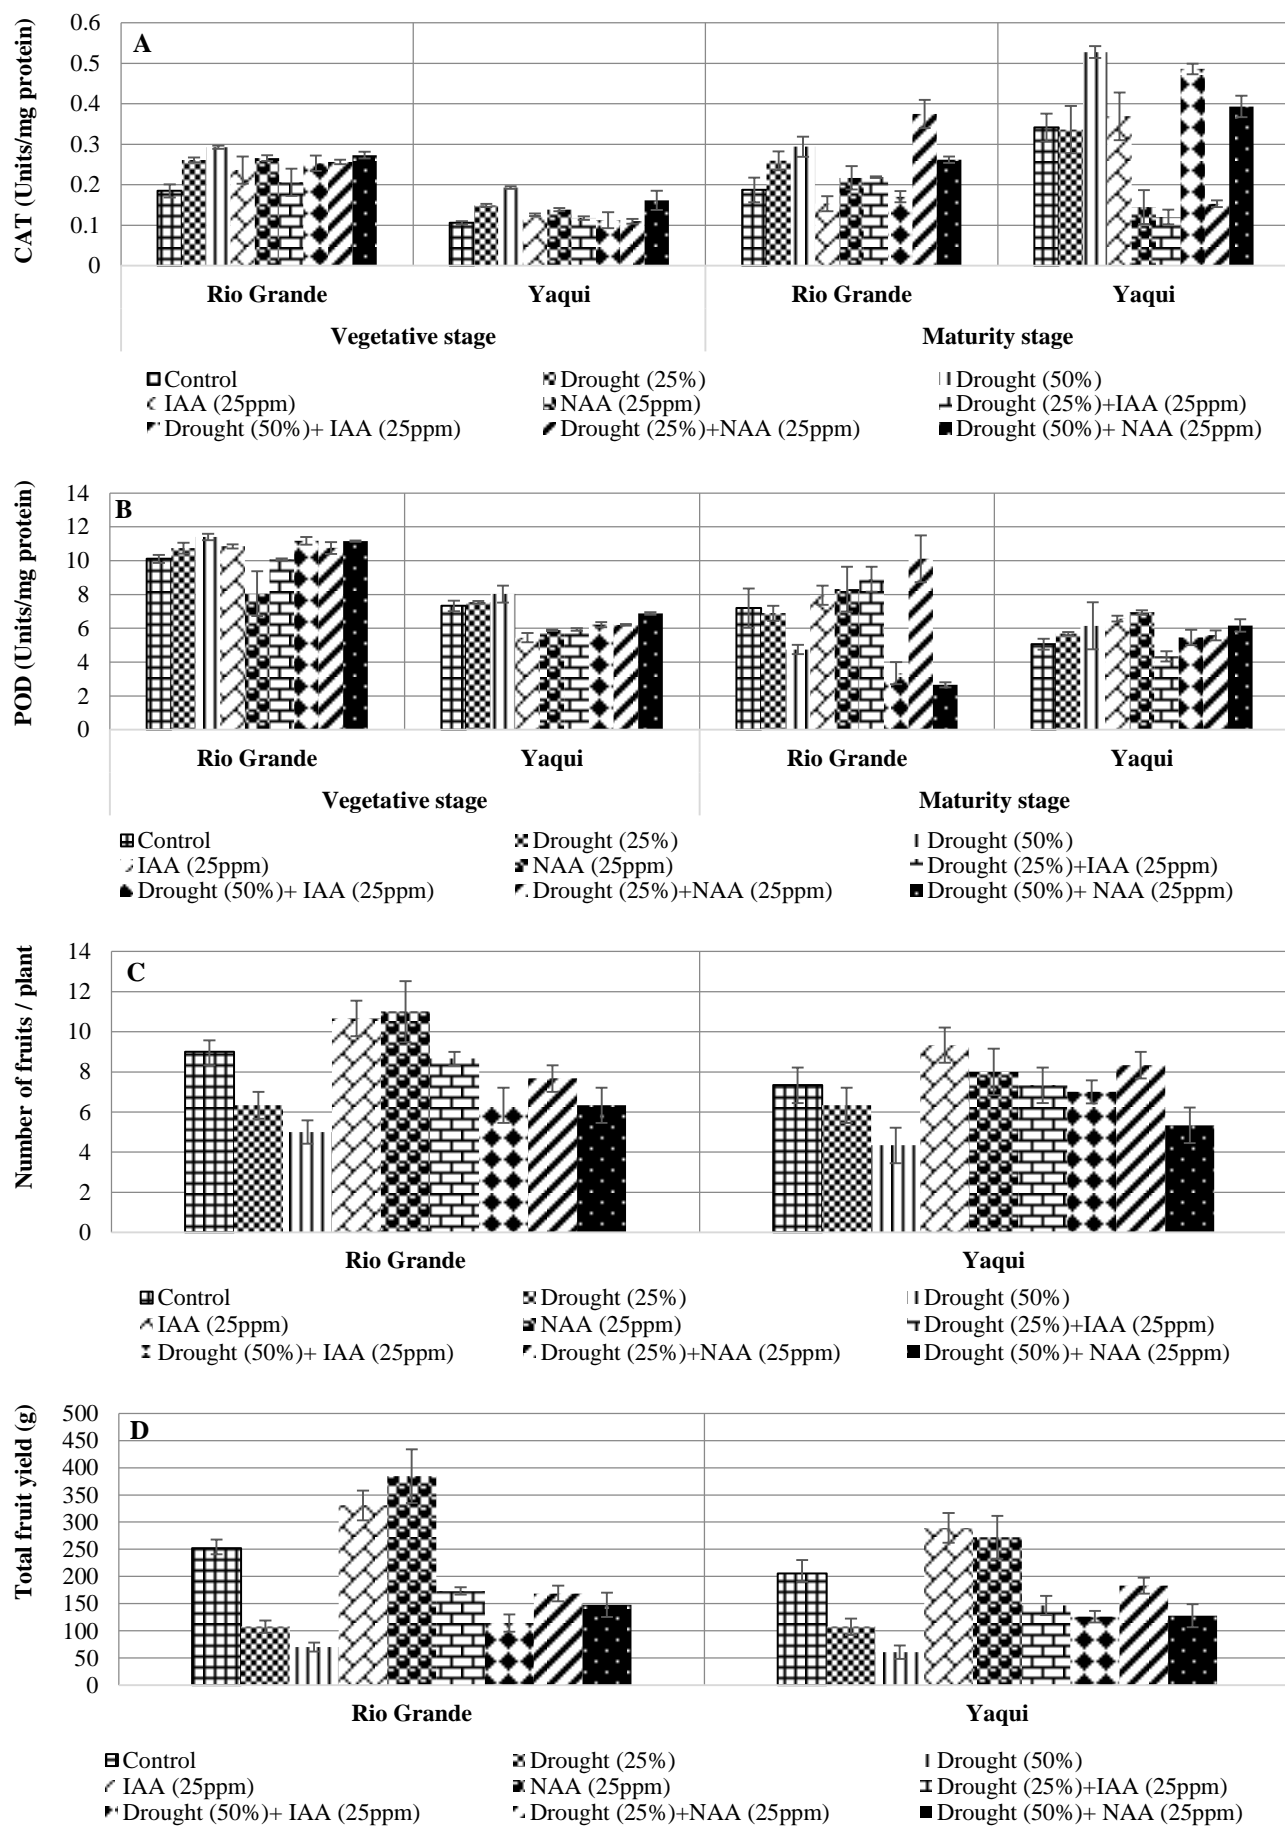 A
CAT (Units/mg protein)
0.6
0.5
0.4
0.3
0.2
0.1
0
Rio Grande Yaqui Rio Grande Yaqui
Vegetative stage Maturity stage
Control Drought (25%) Drought (50%)
IAA (25ppm) NAA (25ppm) Drought (25%)+IAA (25ppm)
Drought (50%)+ IAA (25ppm) Drought (25%)+NAA (25ppm) Drought (50%)+ NAA (25ppm)
B
POD (Units/mg protein)
14
12
10
8
6
4
2
0
Rio Grande Yaqui Rio Grande Yaqui
Vegetative stage Maturity stage
Control Drought (25%) Drought (50%)
IAA (25ppm) NAA (25ppm) Drought (25%)+IAA (25ppm)
Drought (50%)+ IAA (25ppm) Drought (25%)+NAA (25ppm) Drought (50%)+ NAA (25ppm)
C
Number of fruits / plant
14
12
10
8
6
4
2
0
Rio Grande Yaqui
Control Drought (25%) Drought (50%)
IAA (25ppm) NAA (25ppm) Drought (25%)+IAA (25ppm)
Drought (50%)+ IAA (25ppm) Drought (25%)+NAA (25ppm) Drought (50%)+ NAA (25ppm)
D
Total fruit yield (g)
500
450
400
350
300
250
200
150
100
50
0
Rio Grande Yaqui
Control Drought (25%) Drought (50%)
IAA (25ppm) NAA (25ppm) Drought (25%)+IAA (25ppm)
Drought (50%)+ IAA (25ppm) Drought (25%)+NAA (25ppm) Drought (50%)+ NAA (25ppm)